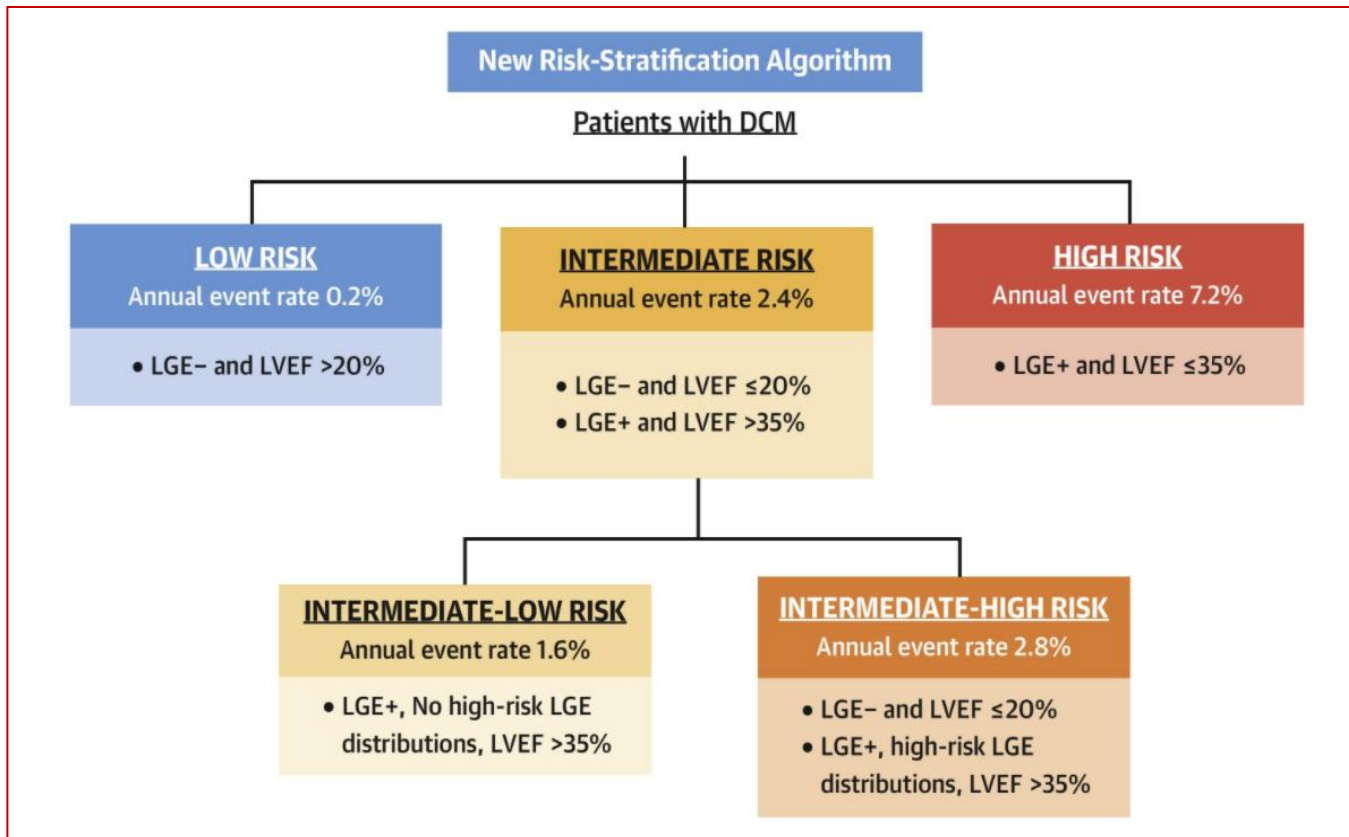 New Risk-Stratification Algorithm
Patients with DCM
LOW RISK
Annual event rate 0.2%
• LGE− and LVEF >20%
INTERMEDIATE RISK
Annual event rate 2.4%
• LGE− and LVEF ≤20%
• LGE+ and LVEF >35%
HIGH RISK
Annual event rate 7.2%
• LGE+ and LVEF ≤35%
INTERMEDIATE-LOW RISK
Annual event rate 1.6%
• LGE+, No high-risk LGE
distributions, LVEF >35%
INTERMEDIATE-HIGH RISK
Annual event rate 2.8%
• LGE− and LVEF ≤20%
• LGE+, high-risk LGE
distributions, LVEF >35%